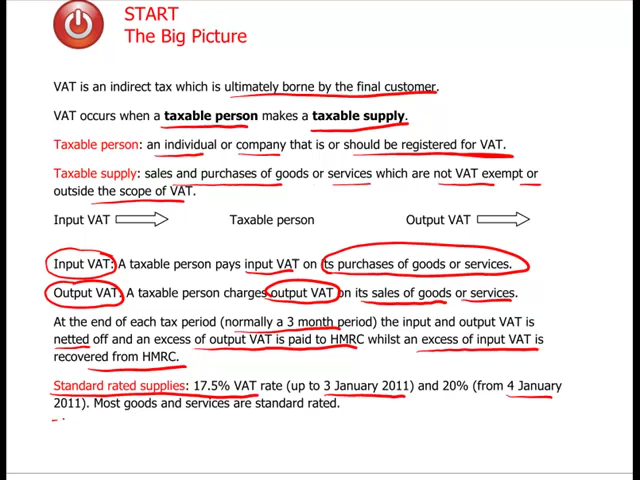 START
The Big Picture
VAT is an indirect tax which is ultimately borne by the final customer.
VAT occurs when a taxable person makes a taxable supply.
Taxable person: an individual or company that is or should be registered for VAT.
Taxable supply: sales and purchases of goods or services which are not VAT exempt or
outside the scope of VAT.
Input VAT Taxable person Output VAT
Input VAT: A taxable person pays input VAT on its purchases of goods or services.
Output VAT: A taxable person charges output VAT on its sales of goods or services.
At the end of each tax period (normally a 3 month period) the input and output VAT is
netted off and an excess of output VAT is paid to HMRC whilst an excess of input VAT is
recovered from HMRC.
Standard rated supplies: 17.5% VAT rate (up to 3 January 2011) and 20% (from 4 January
2011). Most goods and services are standard rated.